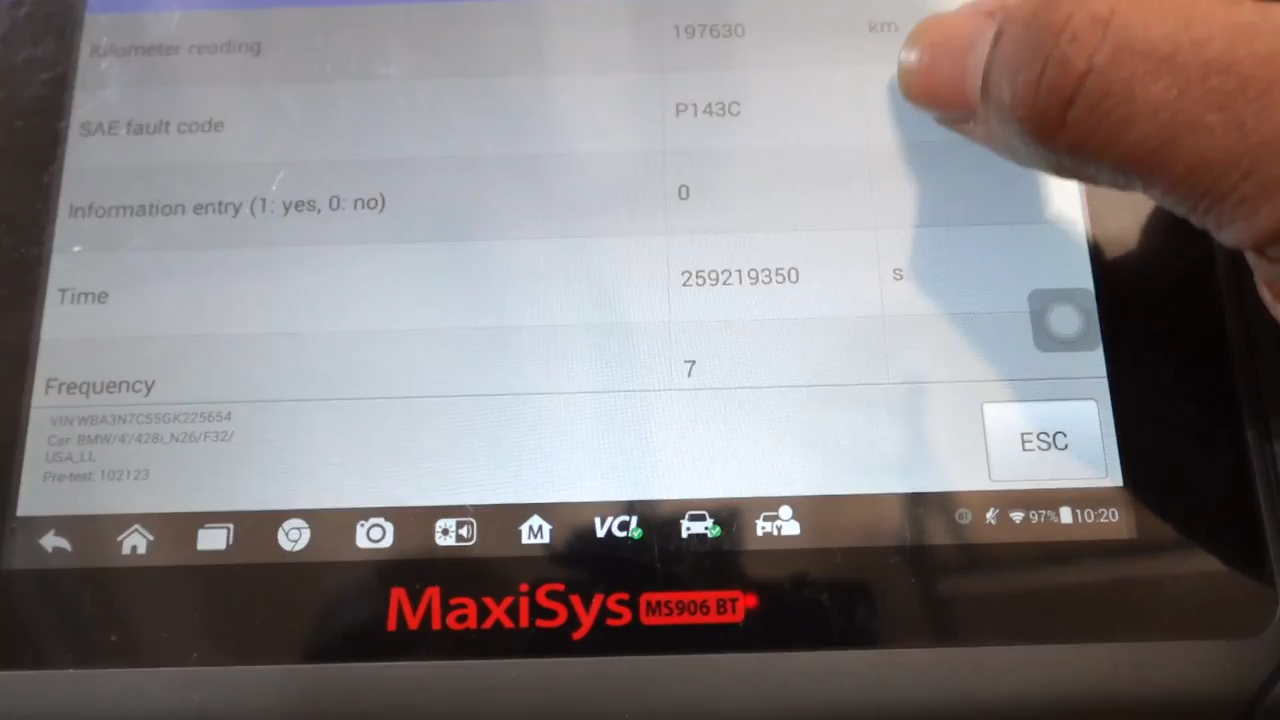 Kilometer reading 197630 km
SAE fault code P143C
Information entry (1: yes, 0: no) 0
Time 259219350 s
Frequency 7
VIN WBA3N7C55GK225654
Car: BMW/4'/428i_N26/F32/
USA_LL
Pre-test: 102123
ESC
M VCI 97% 10:20
MaxiSys MS906 BT